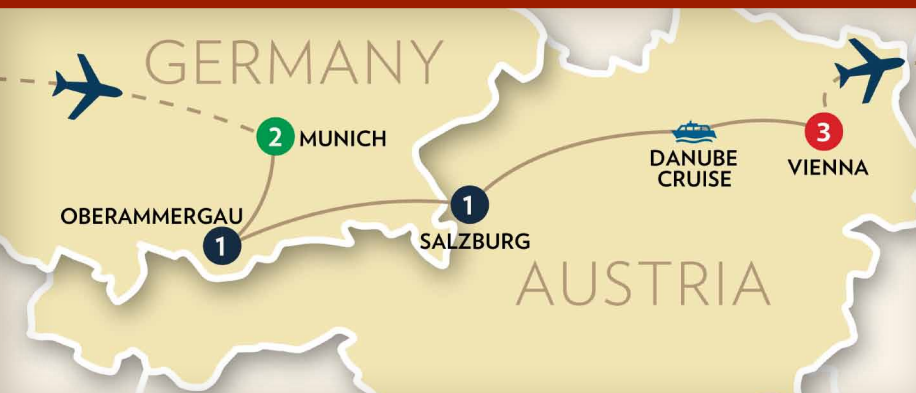 GERMANY
2 MUNICH
OBERAMMERGAU
1
1
SALZBURG
DANUBE
CRUISE
3
VIENNA
AUSTRIA